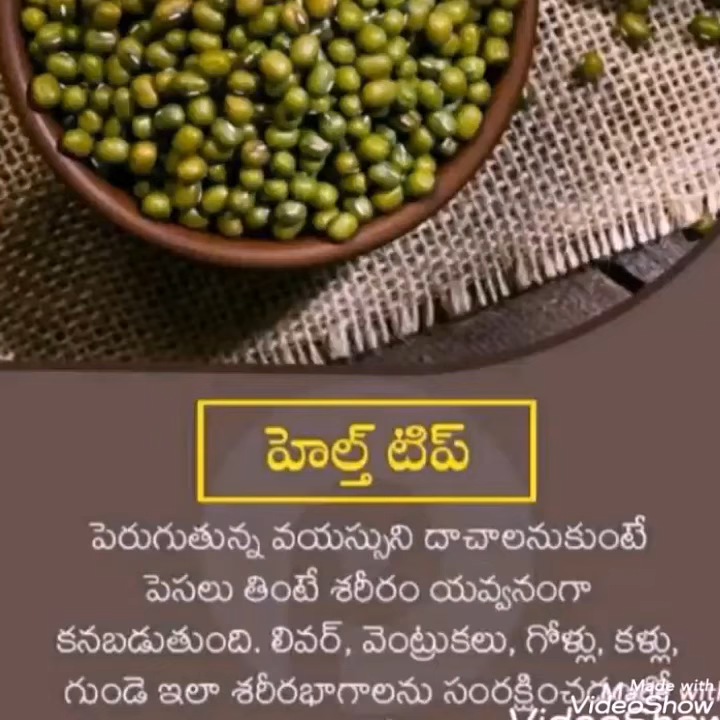 హెల్త్ టిప్
పెరుగుతున్న వయస్సుని దాచాలనుకుంటే
పెసలు తింటే శరీరం యవ్వనంగా
కనబడుతుంది. లివర్, వెంట్రుకలు, గోళ్లు, కళ్లు,
గుండె ఇలా శరీరభాగాలను
Made with
VideoShow